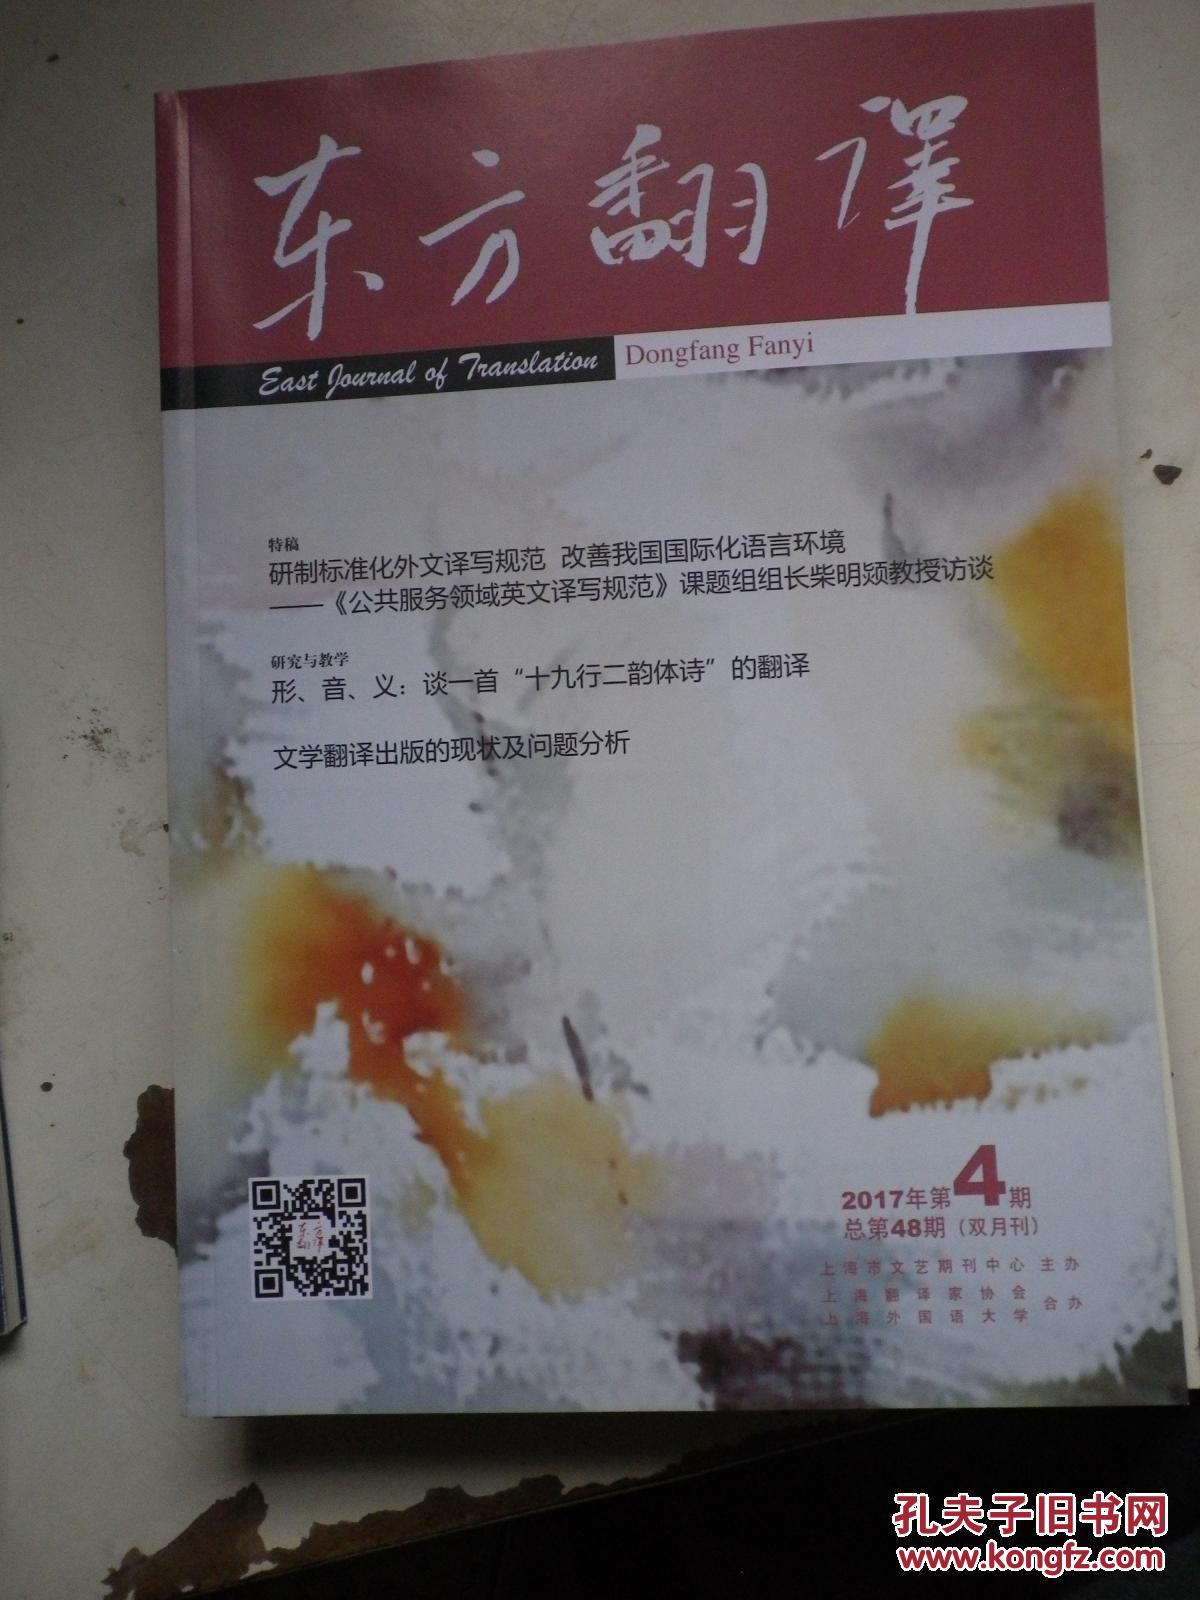 东方翻譯
East Journal of Translation
Dongfang Fanyi
特稿
研制标准化外文译写规范 改善我国国际化语言环境
——《公共服务领域英文译写规范》课题组组长柴明颎教授访谈
研究与教学
形、音、义：谈一首“十九行二韵体诗”的翻译
文学翻译出版的现状及问题分析
东方
翻譯
2017年第4期
总第48期（双月刊）
上海市文艺期刊中心 主办
上海翻译家协会
上海外国语大学 合办
孔夫子旧书网
www.kongfz.com